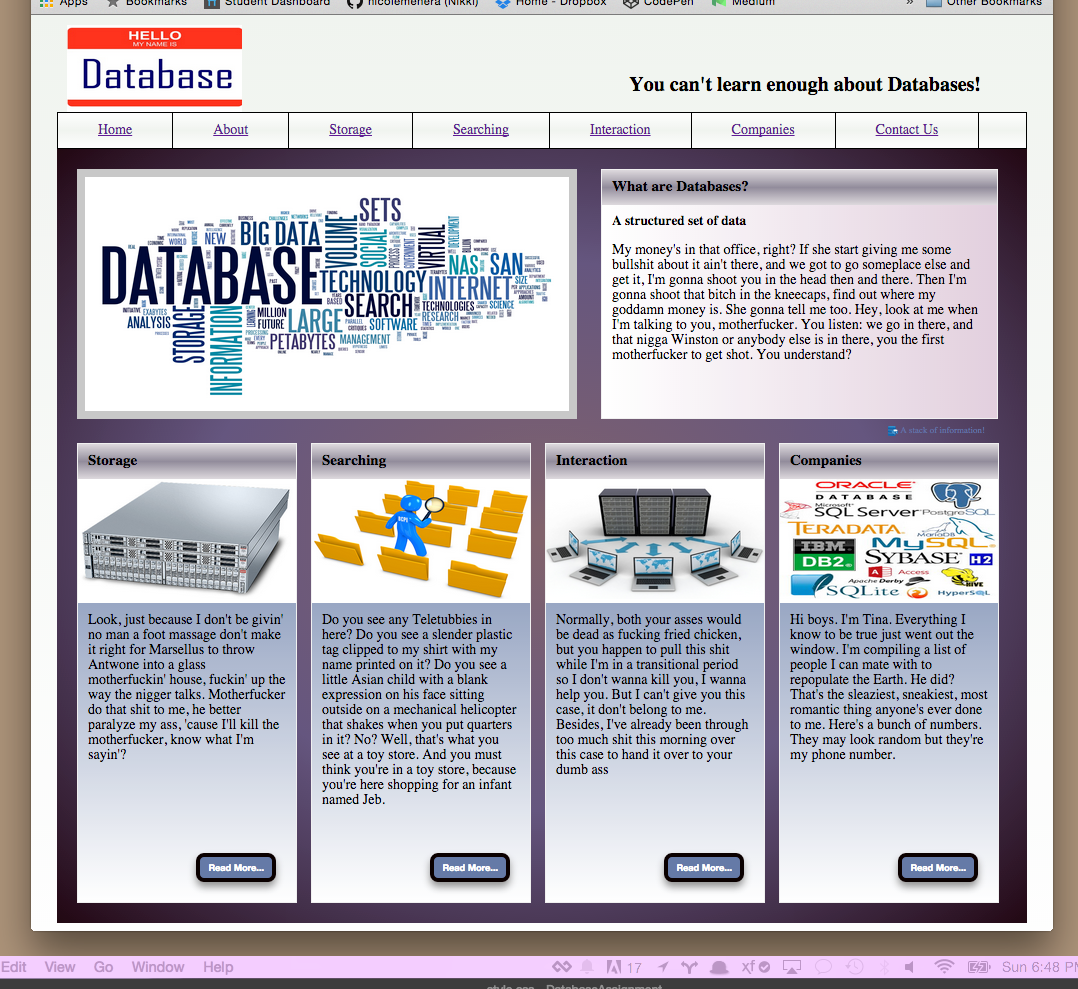 Apps Bookmarks Student Dashboard nicolemenera (Nikki) Home - Dropbox CodePen Medium » Other Bookmarks
HELLO
MY NAME IS
Database
You can't learn enough about Databases!
Home About Storage Searching Interaction Companies Contact Us
DATABASE
SETS
BIG DATA
NEW
WORLD
VOLUME
SOCIAL
VIRTUAL
GOVERNMENT
PROCESS
DEVELOPMENT
BILLION
NAS
SAN
TECHNOLOGY
INTERNET
SIZE
SEARCH
TECHNOLOGIES
SCIENCE
RESEARCH
MILLION
FUTURE
LARGE
SOFTWARE
ANALYSIS
STORAGE
INFORMATION
PETABYTES
MANAGEMENT
INITIATIVE
EXABYTES
AMOUNT
What are Databases?
A structured set of data
My money's in that office, right? If she start giving me some
bullshit about it ain't there, and we got to go someplace else and
get it, I'm gonna shoot you in the head then and there. Then I'm
gonna shoot that bitch in the kneecaps, find out where my
goddamn money is. She gonna tell me too. Hey, look at me when
I'm talking to you, motherfucker. You listen: we go in there, and
that nigga Winston or anybody else is in there, you the first
motherfucker to get shot. You understand?
A stack of information!
Storage
Look, just because I don't be givin'
no man a foot massage don't make
it right for Marsellus to throw
Antwone into a glass
motherfuckin' house, fuckin' up the
way the nigger talks. Motherfucker
do that shit to me, he better
paralyze my ass, 'cause I'll kill the
motherfucker, know what I'm
sayin'?
Read More...
Searching
Do you see any Teletubbies in
here? Do you see a slender plastic
tag clipped to my shirt with my
name printed on it? Do you see a
little Asian child with a blank
expression on his face sitting
outside on a mechanical helicopter
that shakes when you put quarters
in it? No? Well, that's what you
see at a toy store. And you must
think you're in a toy store, because
you're here shopping for an infant
named Jeb.
Read More...
Interaction
Normally, both your asses would
be dead as fucking fried chicken,
but you happen to pull this shit
while I'm in a transitional period
so I don't wanna kill you, I wanna
help you. But I can't give you this
case, it don't belong to me.
Besides, I've already been through
too much shit this morning over
this case to hand it over to your
dumb ass
Read More...
Companies
ORACLE
DATABASE
Microsoft
SQL Server
PostgreSQL
TERADATA
MariaDB
IBM
DB2
MySQL
SYBASE
H2
Access
Apache Derby
HIVE
SQLite
HyperSQL
Hi boys. I'm Tina. Everything I
know to be true just went out the
window. I'm compiling a list of
people I can mate with to
repopulate the Earth. He did?
That's the sleaziest, sneakiest, most
romantic thing anyone's ever done
to me. Here's a bunch of numbers.
They may look random but they're
my phone number.
Read More...
Edit View Go Window Help 17 Sun 6:48 PM
style.css — DatabaseAssignment